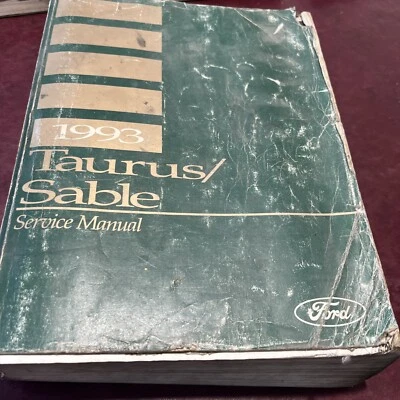 1993
Taurus/
Sable
Service Manual
Ford